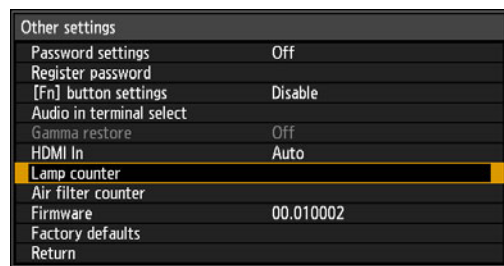 Other settings
Password settings Off
Register password
[Fn] button settings Disable
Audio in terminal select
Gamma restore Off
HDMI In Auto
Lamp counter
Air filter counter
Firmware 00.010002
Factory defaults
Return